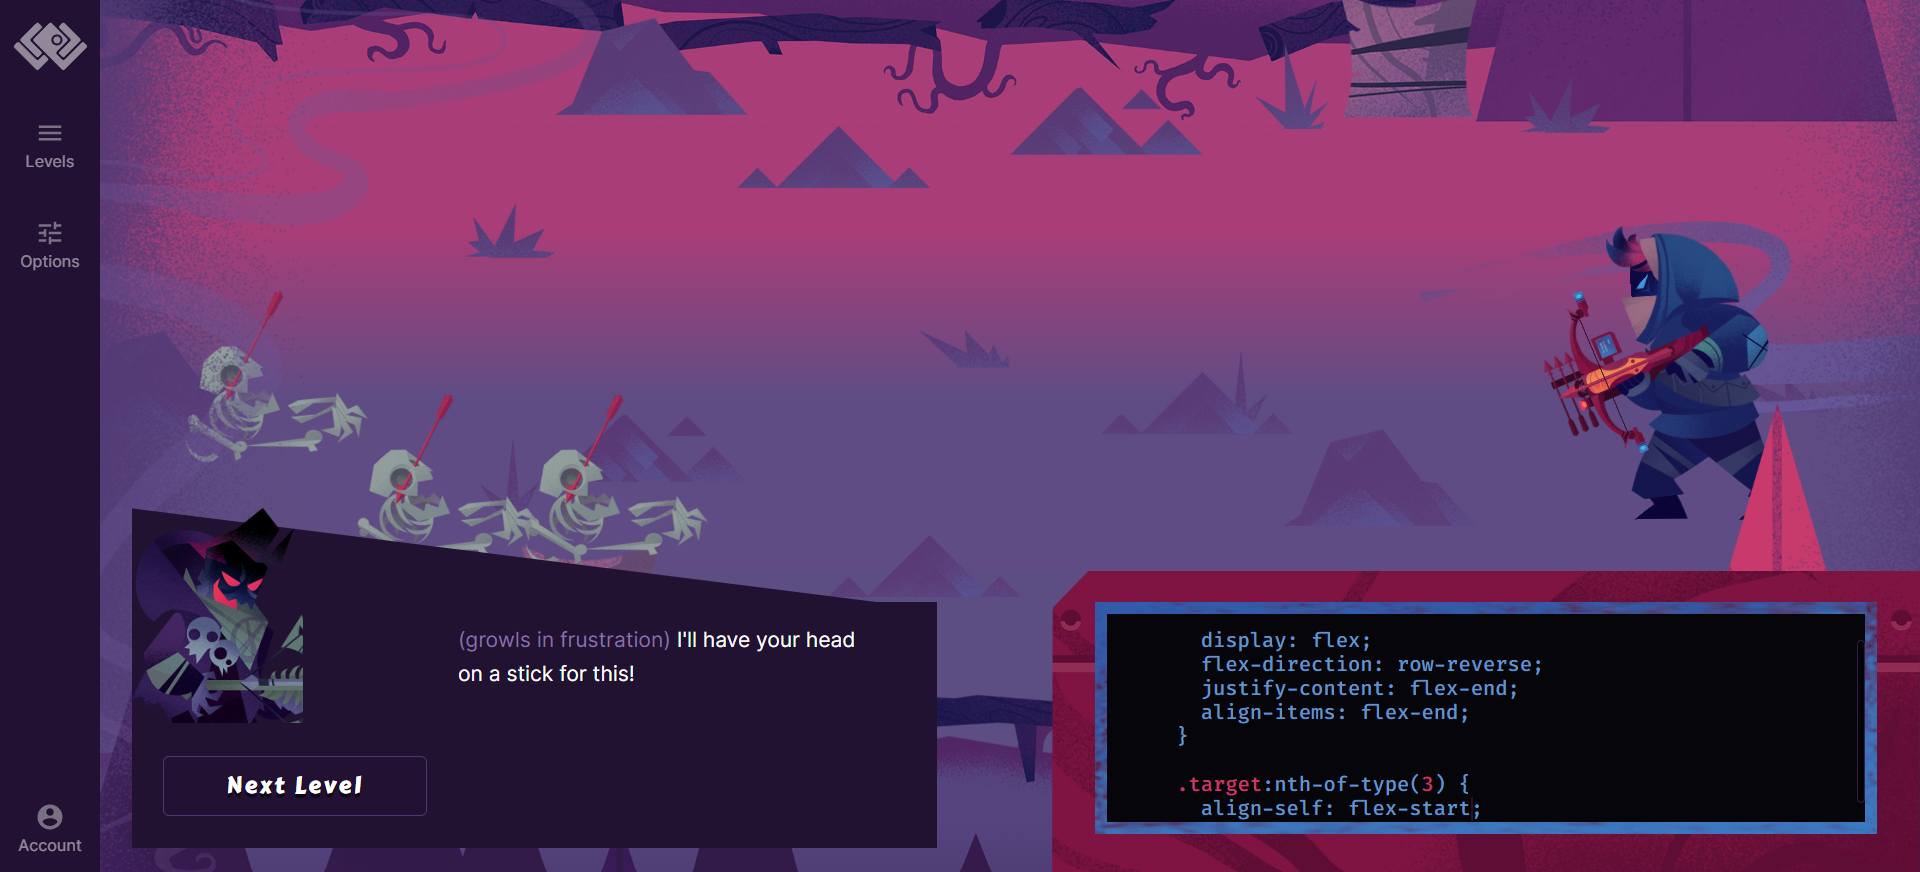 Levels
Options
(growls in frustration) I'll have your head
on a stick for this!
Next Level
Account
display: flex;
flex-direction: row-reverse;
justify-content: flex-end;
align-items: flex-end;
}
.target:nth-of-type(3) {
align-self: flex-start;